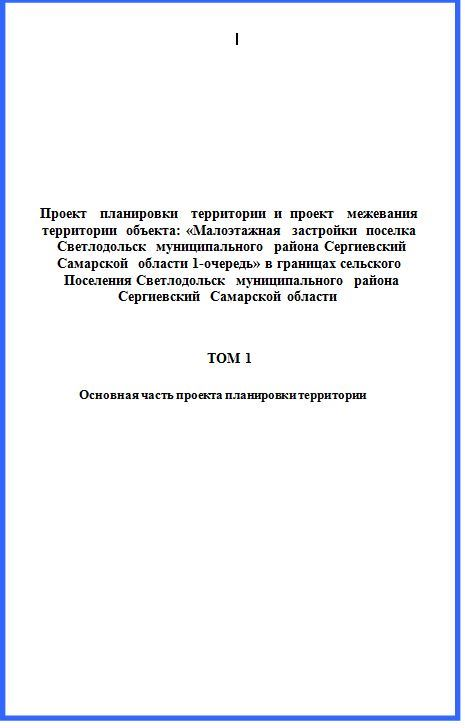 Проект планировки территории и проект межевания
территории объекта: «Малоэтажная застройки поселка
Светлодольск муниципального района Сергиевский
Самарской области 1-очередь» в границах сельского
Поселения Светлодольск муниципального района
Сергиевский Самарской области
ТОМ 1
Основная часть проекта планировки территории